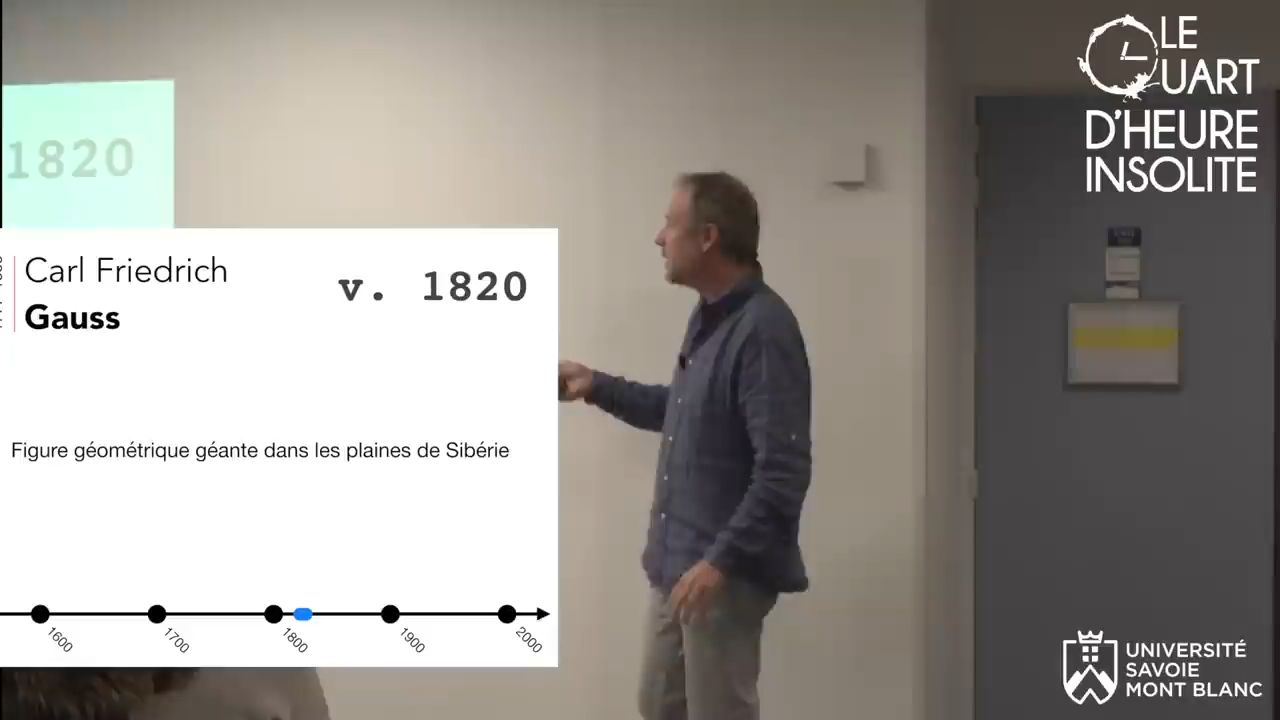 LE
QUART
D'HEURE
INSOLITE
1820
Carl Friedrich
Gauss
v. 1820
Figure géométrique géante dans les plaines de Sibérie
1600
1700
1800
1900
2000
UNIVERSITÉ
SAVOIE
MONT BLANC